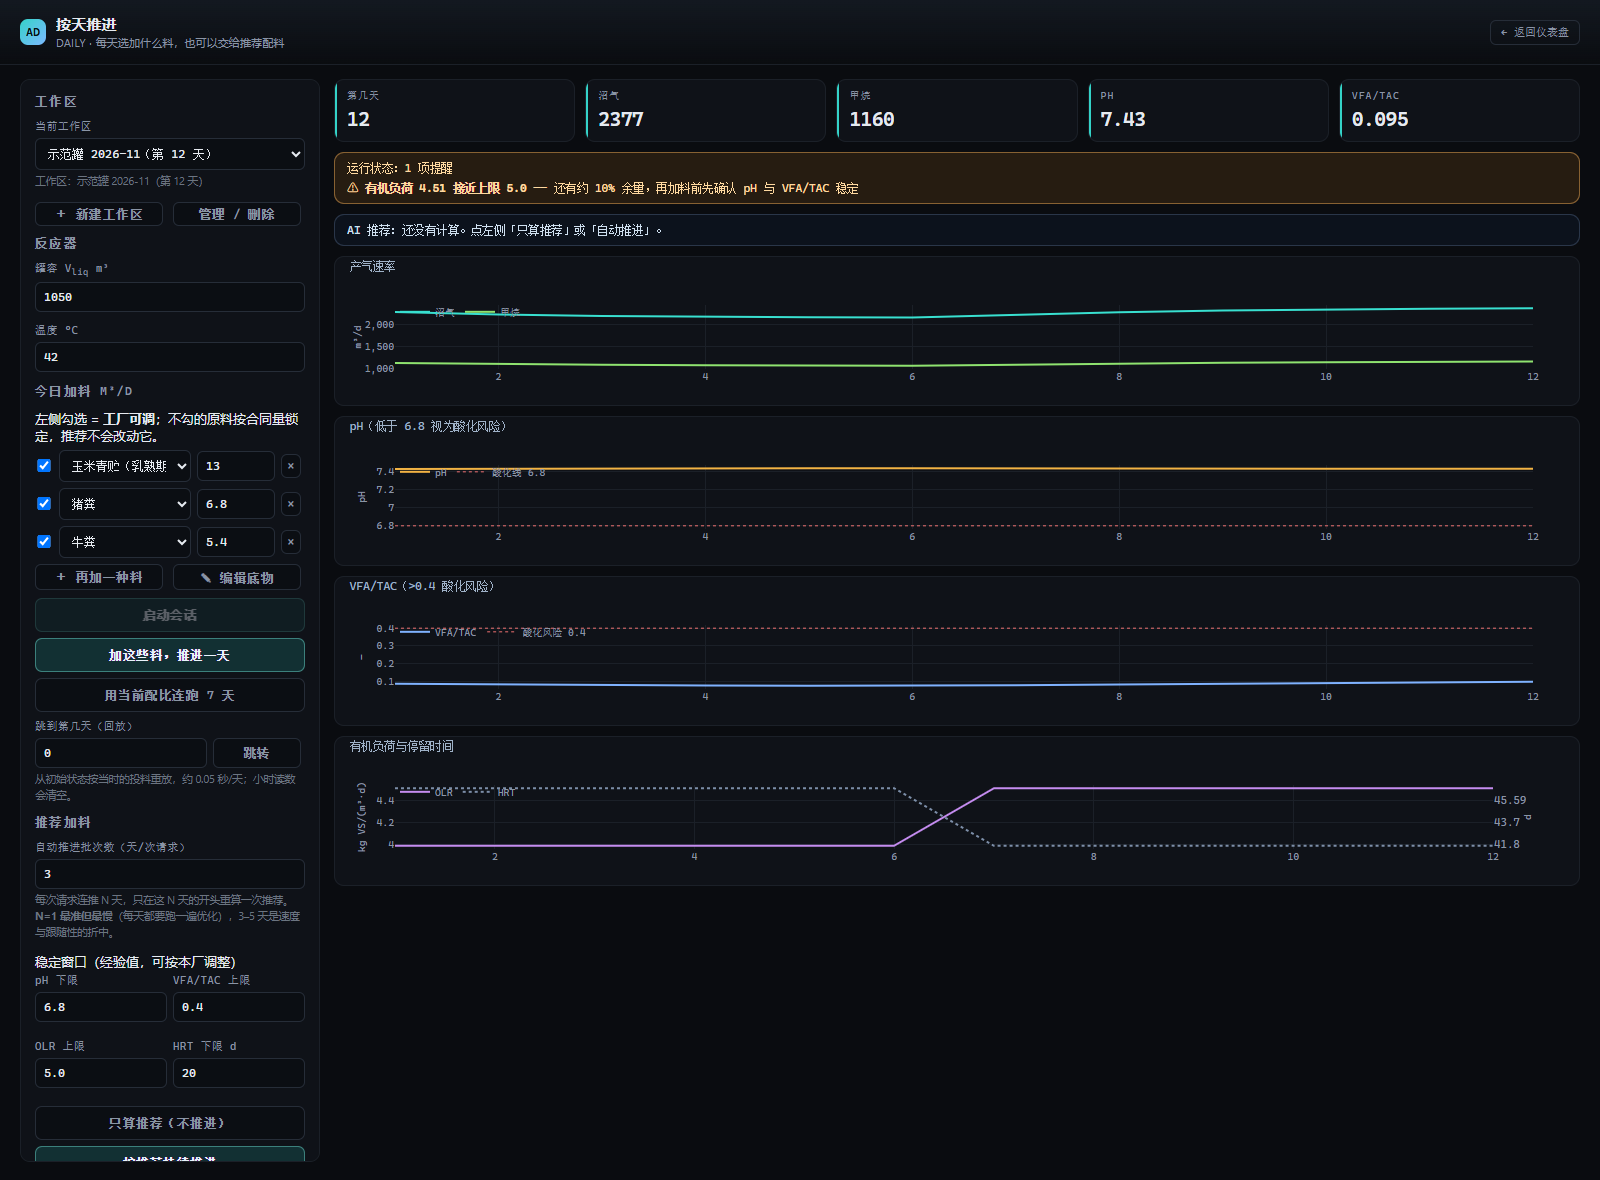 AD
按天推进
DAILY · 每天选加什么料，也可以交给推荐配料
← 返回仪表盘
工作区
当前工作区
示范罐 2026-11（第 12 天）
工作区：示范罐 2026-11（第 12 天）
+ 新建工作区
管理 / 删除
反应器
罐容 Vliq m³
1050
温度 °C
42
今日加料 M³/D
左侧勾选 = 工厂可调；不勾的原料按合同量锁
定，推荐不会改动它。
玉米青贮（乳熟期
13
×
猪粪
6.8
×
牛粪
5.4
×
+ 再加一种料
✎ 编辑底物
启动会话
加这些料，推进一天
用当前配比连跑 7 天
跳到第几天（回放）
0
跳转
从初始状态按当时的投料重放，约 0.05 秒/天；小时读数
会清空。
推荐加料
自动推进批次数（天/次请求）
3
每次请求连推 N 天，只在这 N 天的开头重算一次推荐。
N=1 最准但最慢（每天都要跑一遍优化），3–5 天是速度
与跟随性的折中。
稳定窗口（经验值，可按本厂调整）
pH 下限
VFA/TAC 上限
6.8
0.4
OLR 上限
HRT 下限 d
5.0
20
只算推荐（不推进）
第几天
12
沼气
2377
甲烷
1160
PH
7.43
VFA/TAC
0.095
运行状态：1 项提醒
⚠ 有机负荷 4.51 接近上限 5.0 — 还有约 10% 余量，再加料前先确认 pH 与 VFA/TAC 稳定
AI 推荐：还没有计算。点左侧「只算推荐」或「自动推进」。
产气速率
沼气
甲烷
m³/d
2,000
1,500
1,000
2
4
6
8
10
12
pH（低于 6.8 视为酸化风险）
pH
酸化线 6.8
pH
7.4
7.2
7
6.8
2
4
6
8
10
12
VFA/TAC（>0.4 酸化风险）
VFA/TAC
酸化风险 0.4
–
0.4
0.3
0.2
0.1
2
4
6
8
10
12
有机负荷与停留时间
OLR
HRT
kg VS/(m³·d)
4.4
4.2
4
45.59
43.7
41.8
d
2
4
6
8
10
12